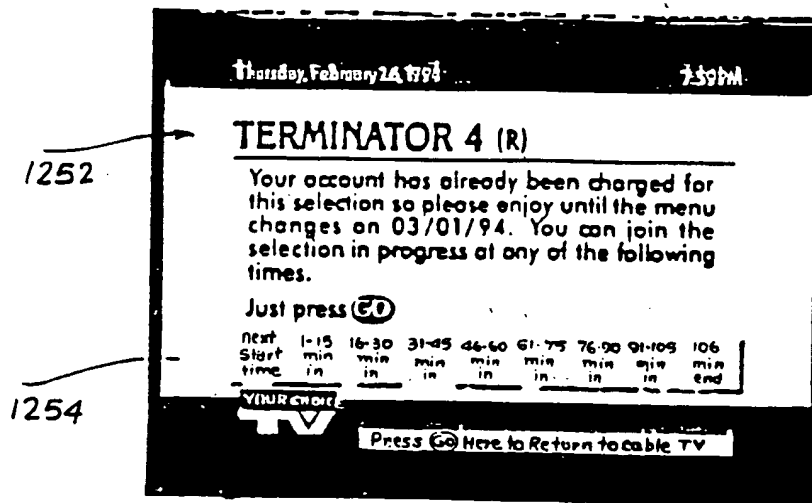 Thursday, February 24, 1994 7:59PM
TERMINATOR 4 (R)
1252
Your account has already been charged for
this selection so please enjoy until the menu
changes on 03/01/94. You can join the
selection in progress at any of the following
times.
Just press GO
next 1-15 16-30 31-45 46-60 61-75 76-90 91-105 106
start min min min min min min min min
time in in in in in in in end
1254
YOUR CHOICE
TV
Press GO Here to Return to cable TV